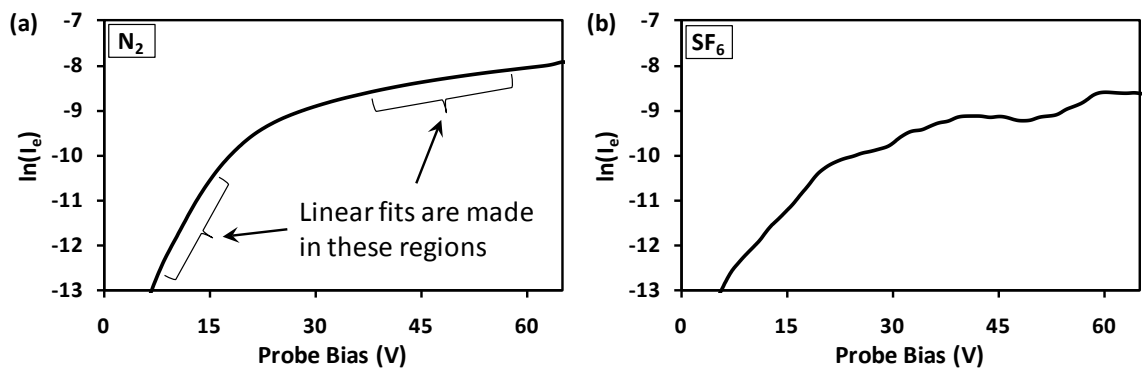 (a)
N₂
-7
-8
-9
-10
-11
-12
-13
ln(Iₑ)
Linear fits are made
in these regions
0 15 30 45 60
Probe Bias (V)
(b)
SF₆
-7
-8
-9
-10
-11
-12
-13
ln(Iₑ)
0 15 30 45 60
Probe Bias (V)